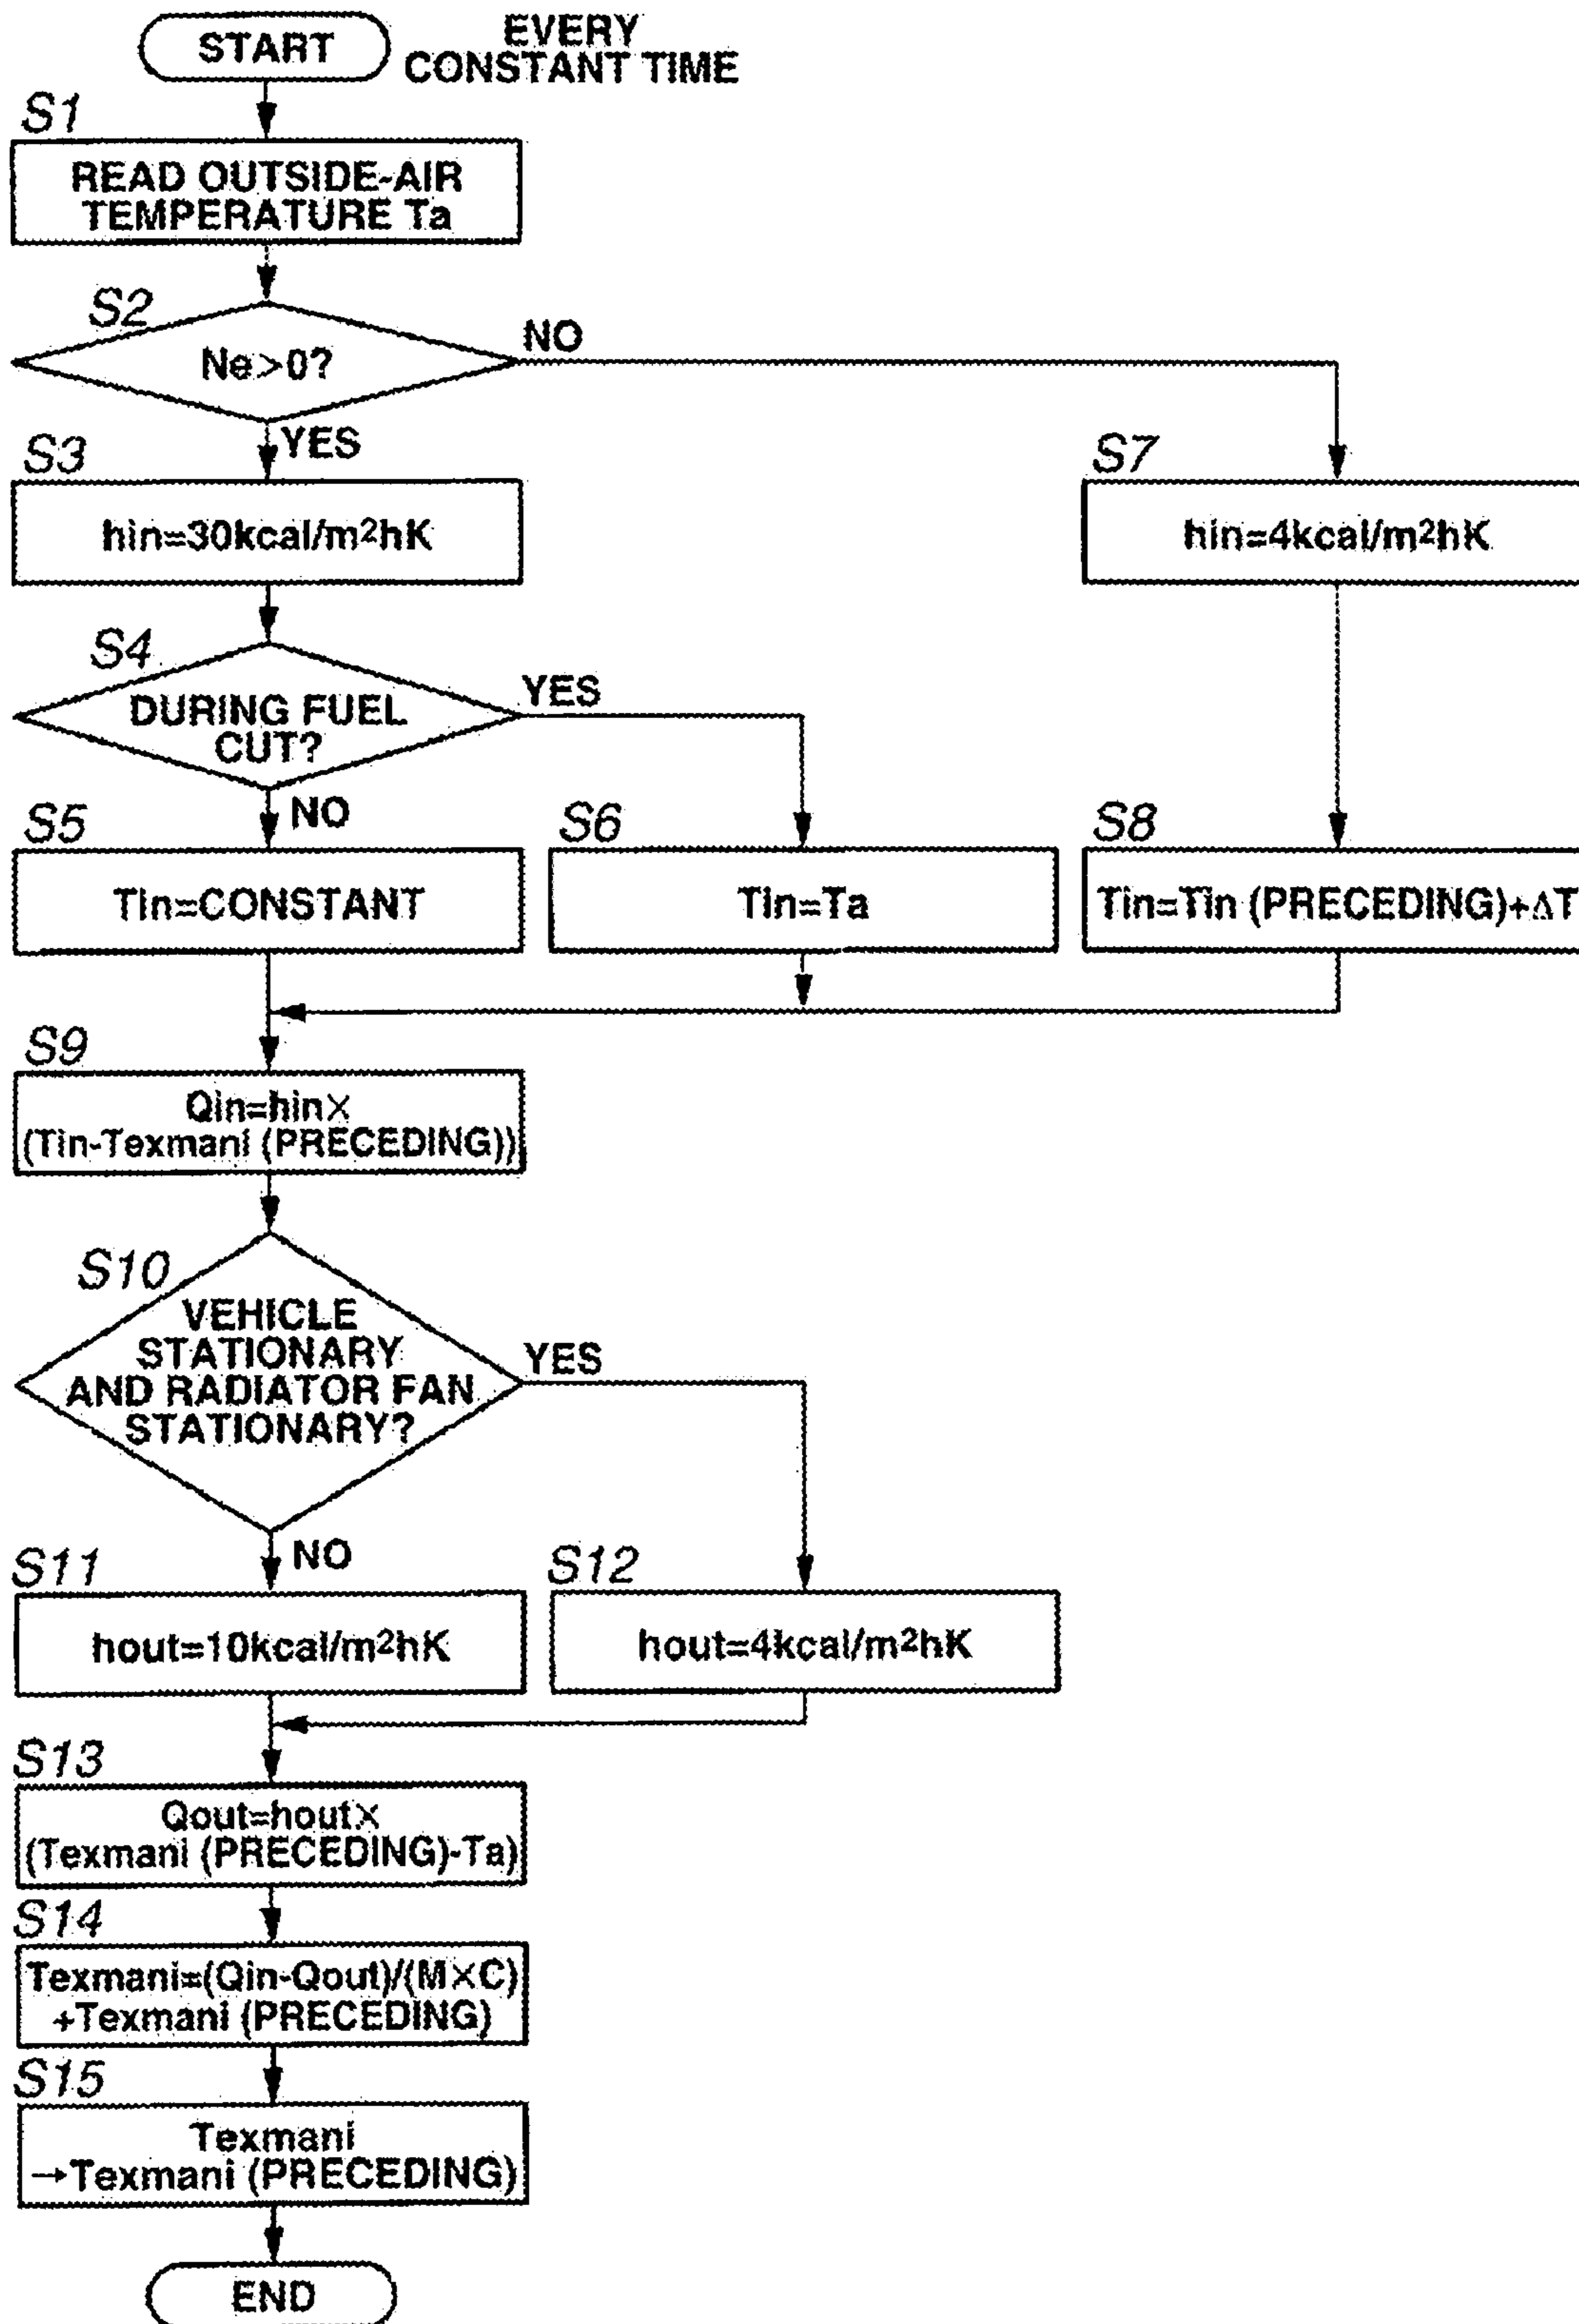 START
EVERY
CONSTANT TIME
S1
READ OUTSIDE-AIR
TEMPERATURE Ta
S2
Ne>0?
NO
YES
S3
hin=30kcal/m²hK
S7
hin=4kcal/m²hK
S4
DURING FUEL
CUT?
YES
NO
S5
Tin=CONSTANT
S6
Tin=Ta
S8
Tin=Tin (PRECEDING)+ΔT
S9
Qin=hin×
(Tin-Texmani (PRECEDING))
S10
VEHICLE
STATIONARY
AND RADIATOR FAN
STATIONARY?
YES
NO
S11
hout=10kcal/m²hK
S12
hout=4kcal/m²hK
S13
Qout=hout×
(Texmani (PRECEDING)-Ta)
S14
Texmani=(Qin-Qout)/(M×C)
+Texmani (PRECEDING)
S15
Texmani
→Texmani (PRECEDING)
END